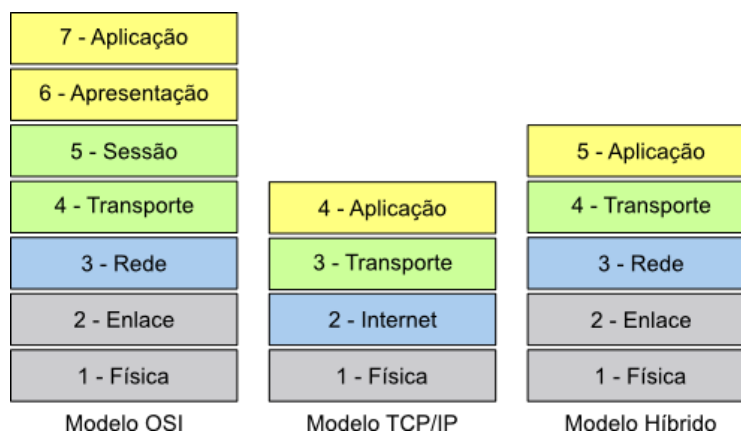 7 - Aplicação
6 - Apresentação
5 - Sessão
4 - Transporte
3 - Rede
2 - Enlace
1 - Física
Modelo OSI
4 - Aplicação
3 - Transporte
2 - Internet
1 - Física
Modelo TCP/IP
5 - Aplicação
4 - Transporte
3 - Rede
2 - Enlace
1 - Física
Modelo Híbrido